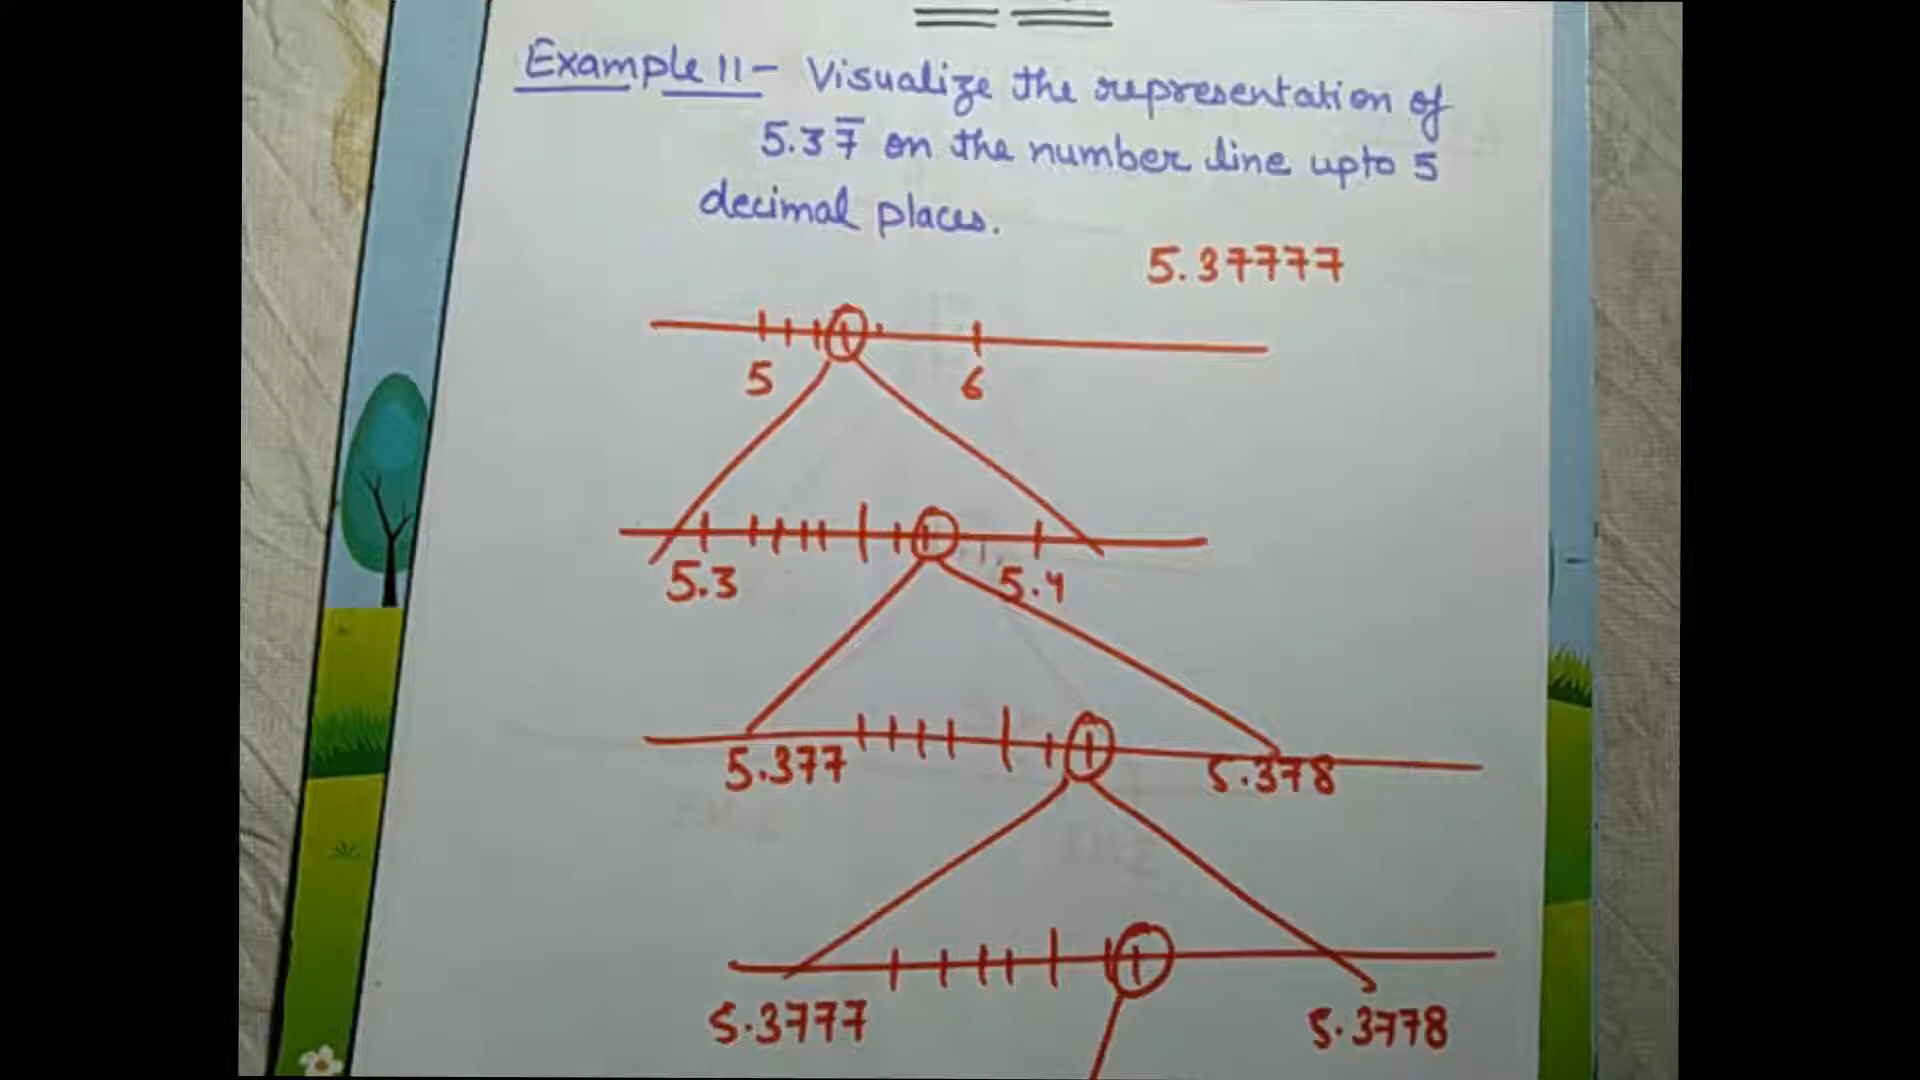 Example 11- Visualize the representation of
5.37̅ on the number line upto 5
decimal places.
5.37777
5 6
5.3 5.4
5.377 5.378
5.3777 5.3778